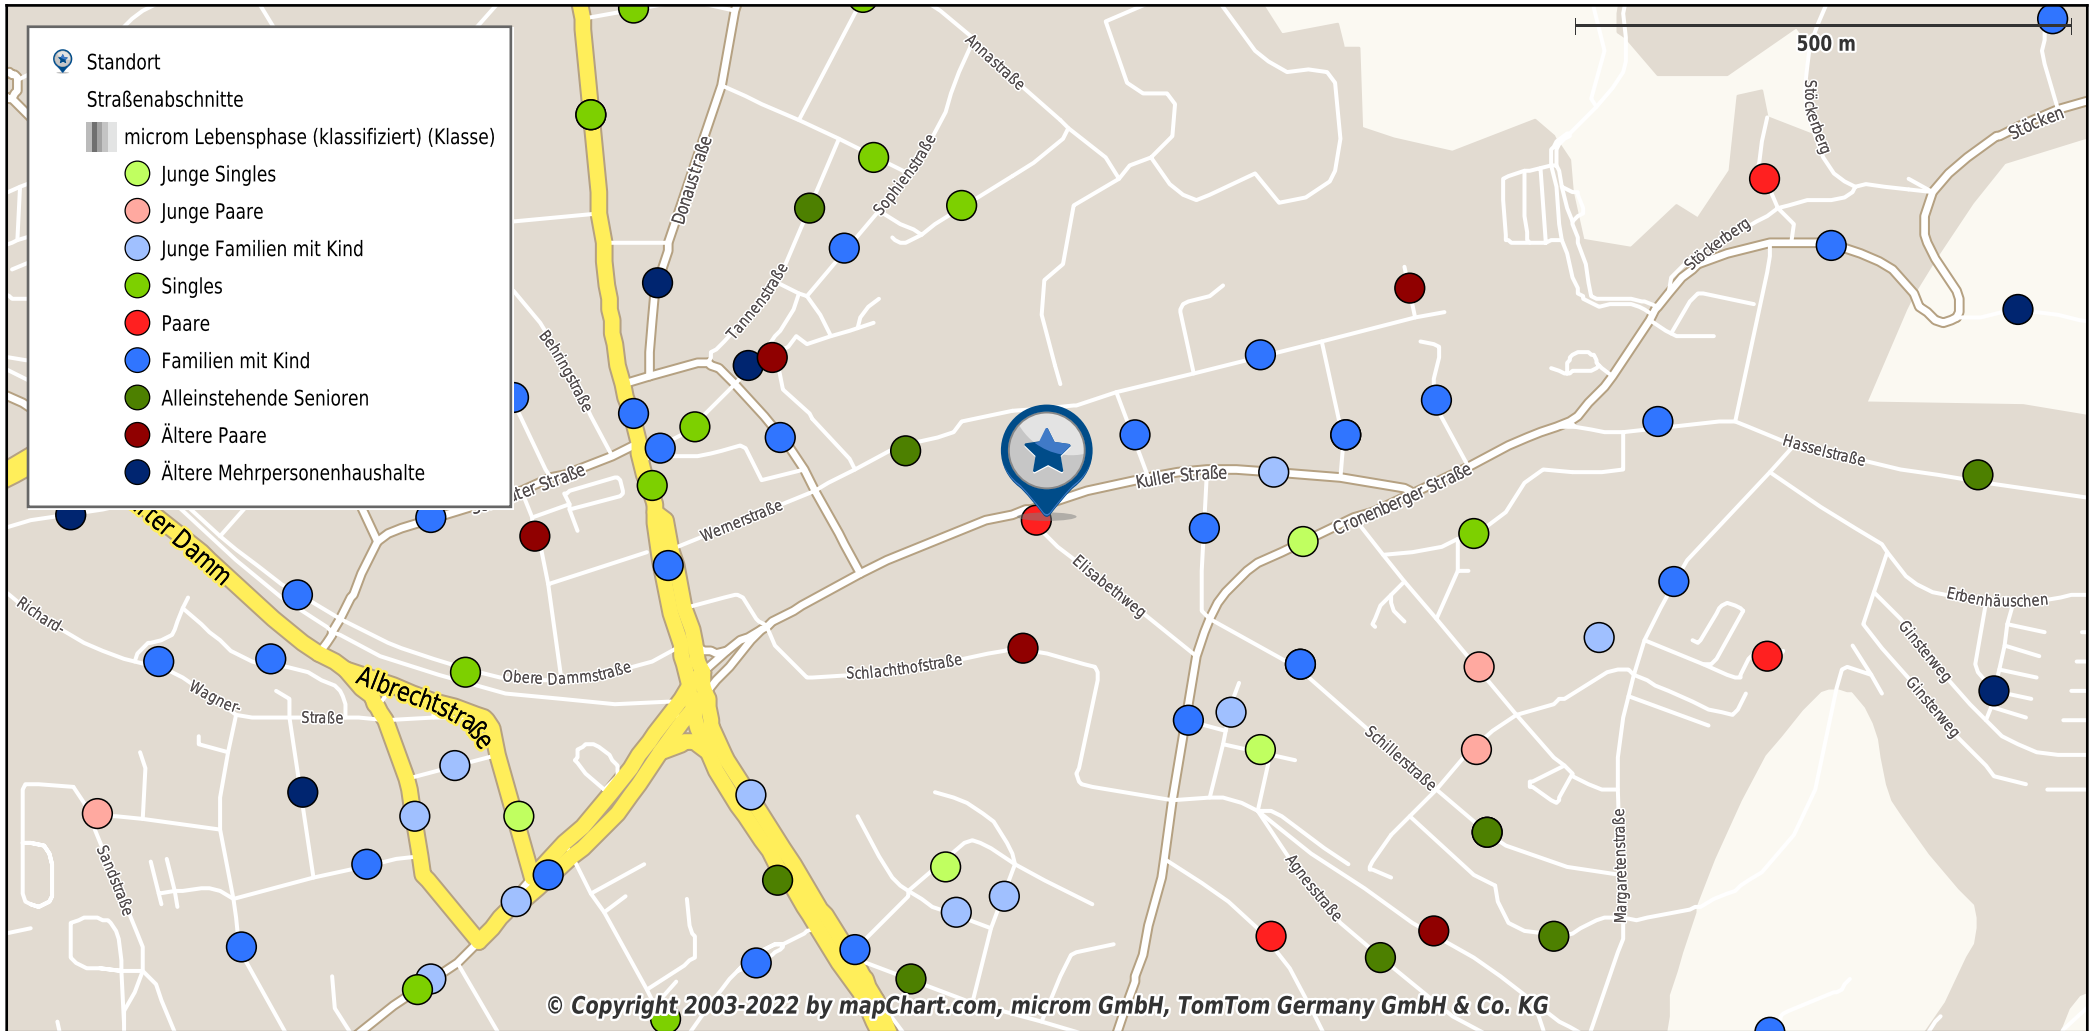 Standort
Straßenabschnitte
microm Lebensphase (klassifiziert) (Klasse)
Junge Singles
Junge Paare
Junge Familien mit Kind
Singles
Paare
Familien mit Kind
Alleinstehende Senioren
Ältere Paare
Ältere Mehrpersonenhaushalte
500 m
Annastraße
Stöckerberg
Stöcken
Donaustraße
Sophienstraße
Stöckerberg
Tannenstraße
Behringstraße
Hasselstraße
Kuller Straße
Cronenberger Straße
Straße
Wernerstraße
Damm
Elisabethweg
Erbenhäuschen
Richard-
Ginsterweg
Schlachthofstraße
Obere Dammstraße
Wagner-
Straße
Albrechtstraße
Ginsterweg
Schillerstraße
Sandstraße
Agnesstraße
Margaretenstraße
© Copyright 2003-2022 by mapChart.com, microm GmbH, TomTom Germany GmbH & Co. KG